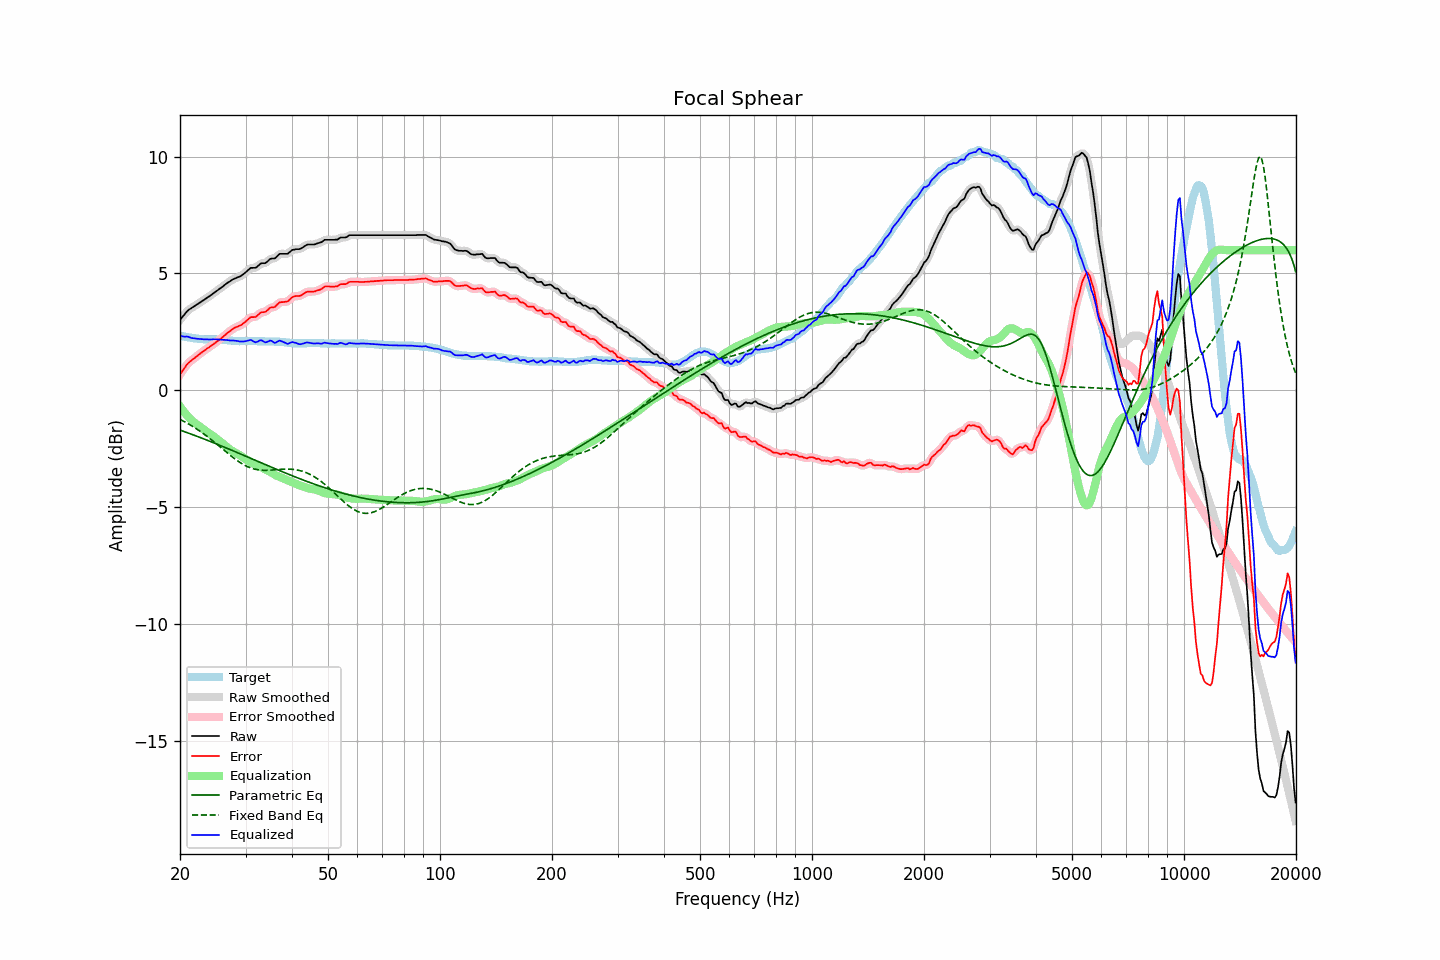 Focal Sphear
10
5
0
−5
−10
−15
Amplitude (dBr)
Target
Raw Smoothed
Error Smoothed
Raw
Error
Equalization
Parametric Eq
Fixed Band Eq
Equalized
20 50 100 200 500 1000 2000 5000 10000 20000
Frequency (Hz)